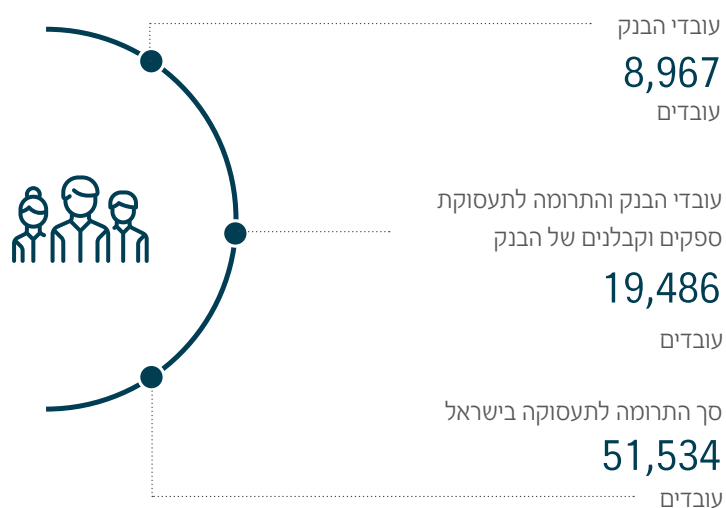 עובדי הבנק
8,967
עובדים
עובדי הבנק והתרומה לתעסוקת
ספקים וקבלנים של הבנק
19,486
עובדים
סך התרומה לתעסוקה בישראל
51,534
עובדים